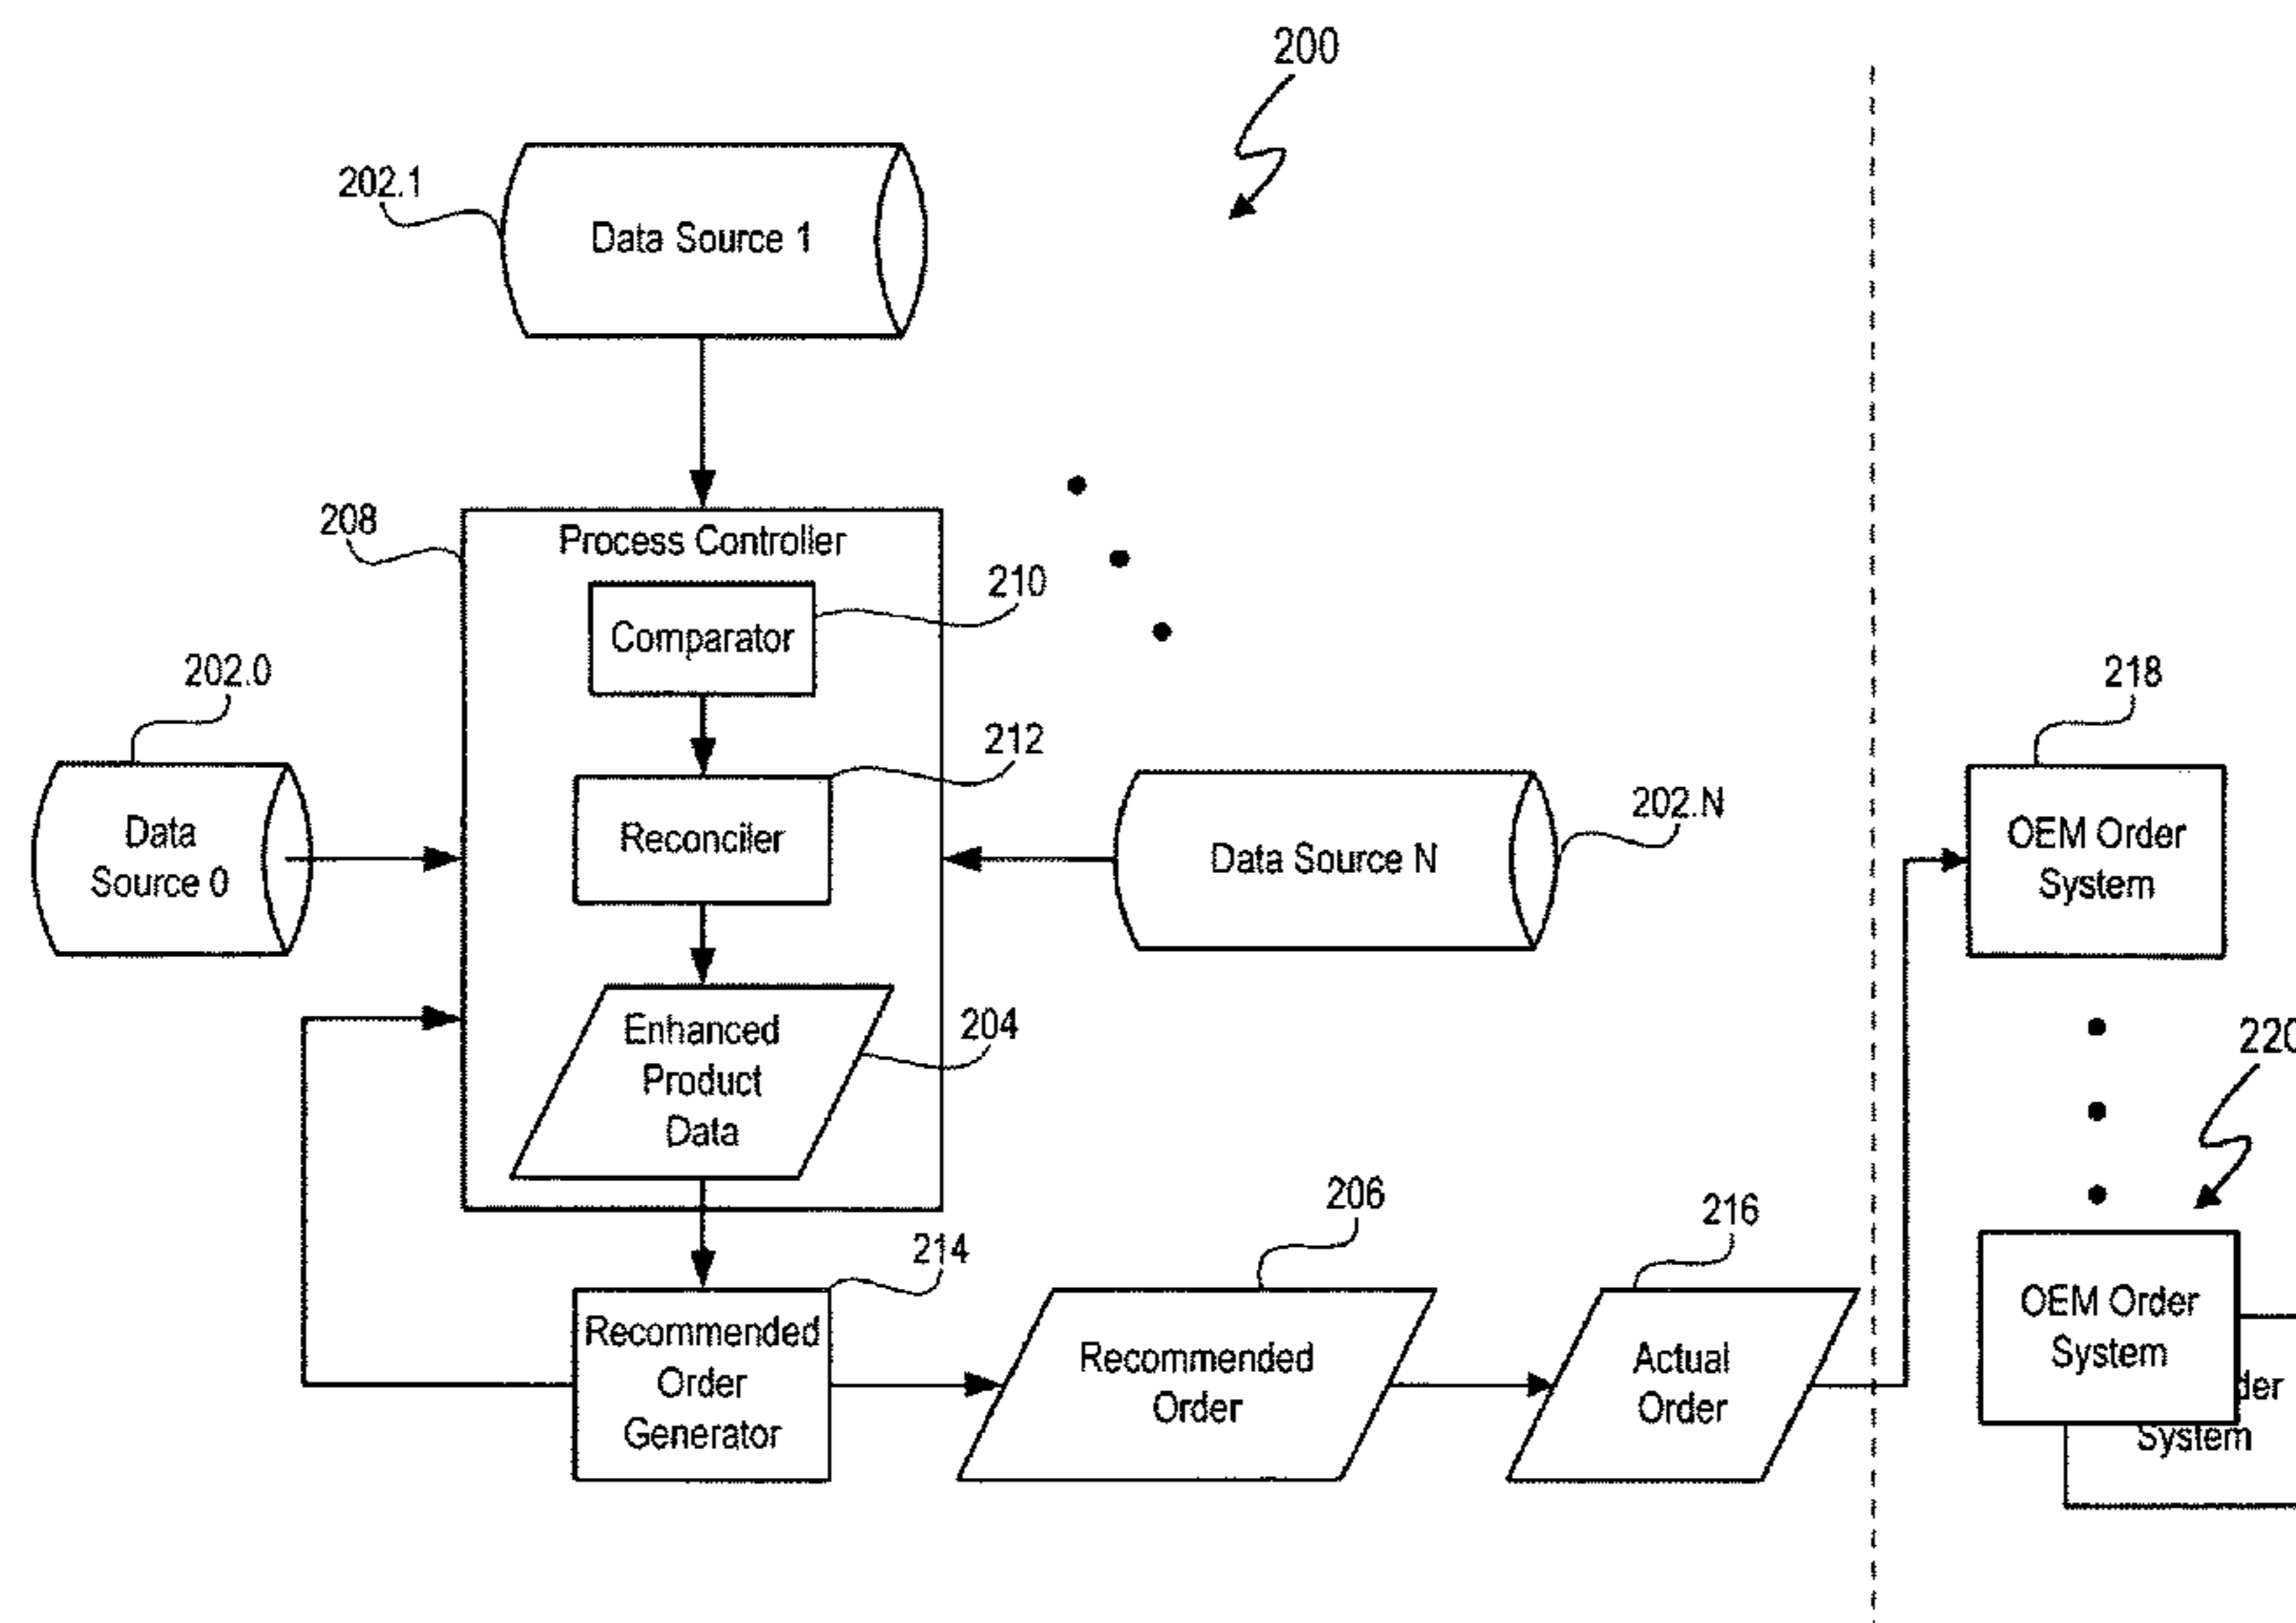 200
202.1
Data Source 1
208
Process Controller
210
Comparator
202.0
218
212
Data
Source 0
Reconciler
202.N
Data Source N
OEM Order
System
204
Enhanced
Product
Data
220
206
216
214
OEM Order
System
Recommended
Order
Generator
Recommended
Order
Actual
Order
System